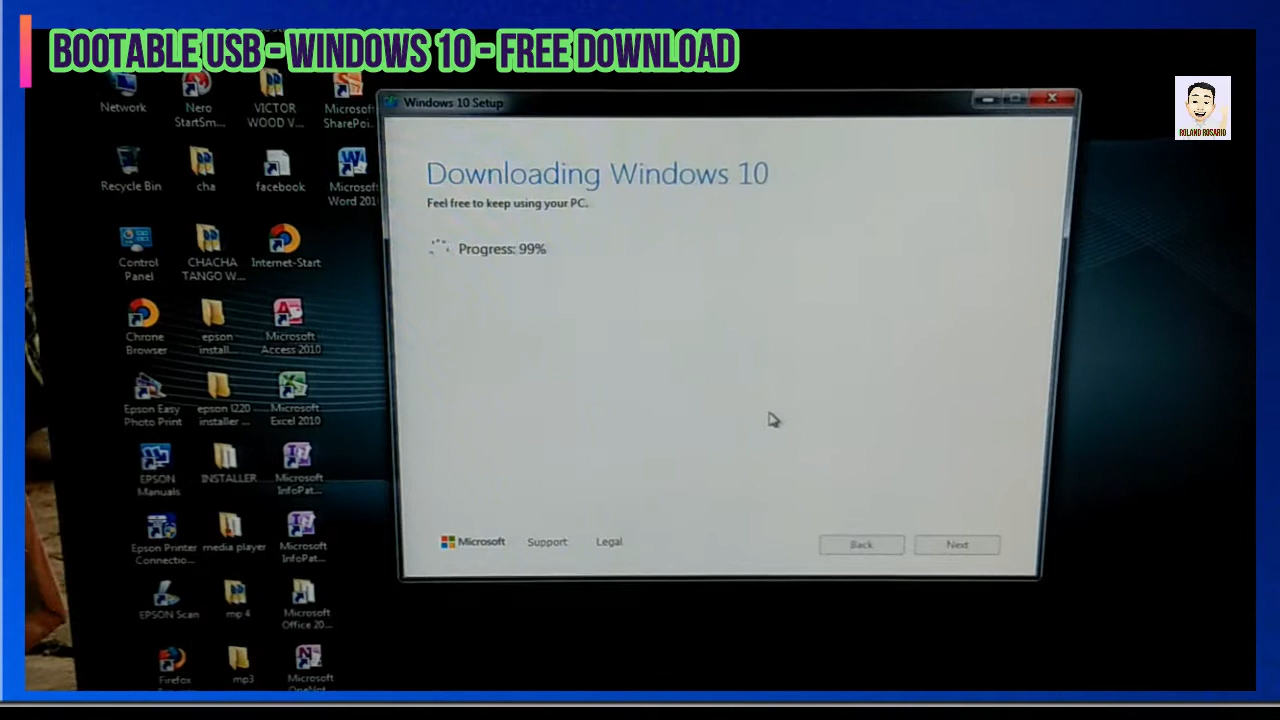 BOOTABLE USB - WINDOWS 10 - FREE DOWNLOAD
ROLAND ROSARIO
Network
Nero
StartSm...
VICTOR
WOOD V...
Microsoft
SharePoi...
Recycle Bin
cha
facebook
Microsoft
Word 2010
Control
Panel
CHACHA
TANGO W...
Internet-Start
Chrome
Browser
epson
install...
Microsoft
Access 2010
Epson Easy
Photo Print
epson l220
installer ...
Microsoft
Excel 2010
EPSON
Manuals
INSTALLER
Microsoft
InfoPat...
Epson Printer
Connectio...
media player
Microsoft
InfoPat...
EPSON Scan
mp 4
Microsoft
Office 20...
Firefox
mp3
Microsoft
OneNot
Windows 10 Setup
Downloading Windows 10
Feel free to keep using your PC.
Progress: 99%
Microsoft
Support
Legal
Back
Next